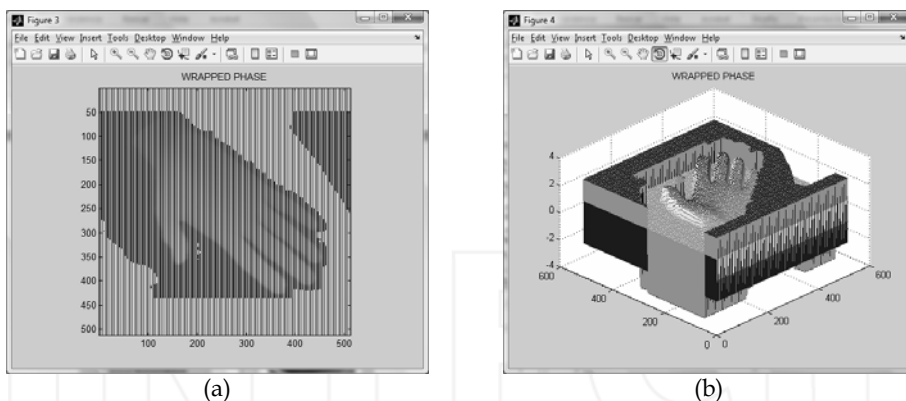 Figure 3
File Edit View Insert Tools Desktop Window Help
WRAPPED PHASE
50
100
150
200
250
300
350
400
450
500
100 200 300 400 500
(a)
Figure 4
File Edit View Insert Tools Desktop Window Help
WRAPPED PHASE
4
2
0
-2
-4
600
400
200
0
0
200
400
600
(b)